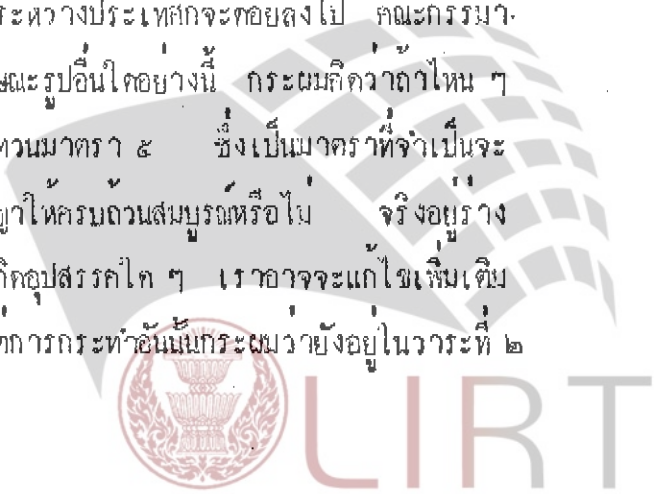 ระหว่างประเทศก็จะถอยลงไป คณะกรรมา-
ษณะรูปอื่นใดอย่างนี้ กระผมคิดว่าถ้าไหน ๆ
ทวนมาตรา ๕ ซึ่งเป็นมาตราที่จำเป็นจะ
ญาให้ครบถ้วนสมบูรณ์หรือไม่ จริงอยู่ร่าง
กิดอุปสรรคใด ๆ เราอาจจะแก้ไขเพิ่มเติม
การกระทำอันนั้นกระผมว่ายังอยู่ในวาระที่ ๒
LIRT